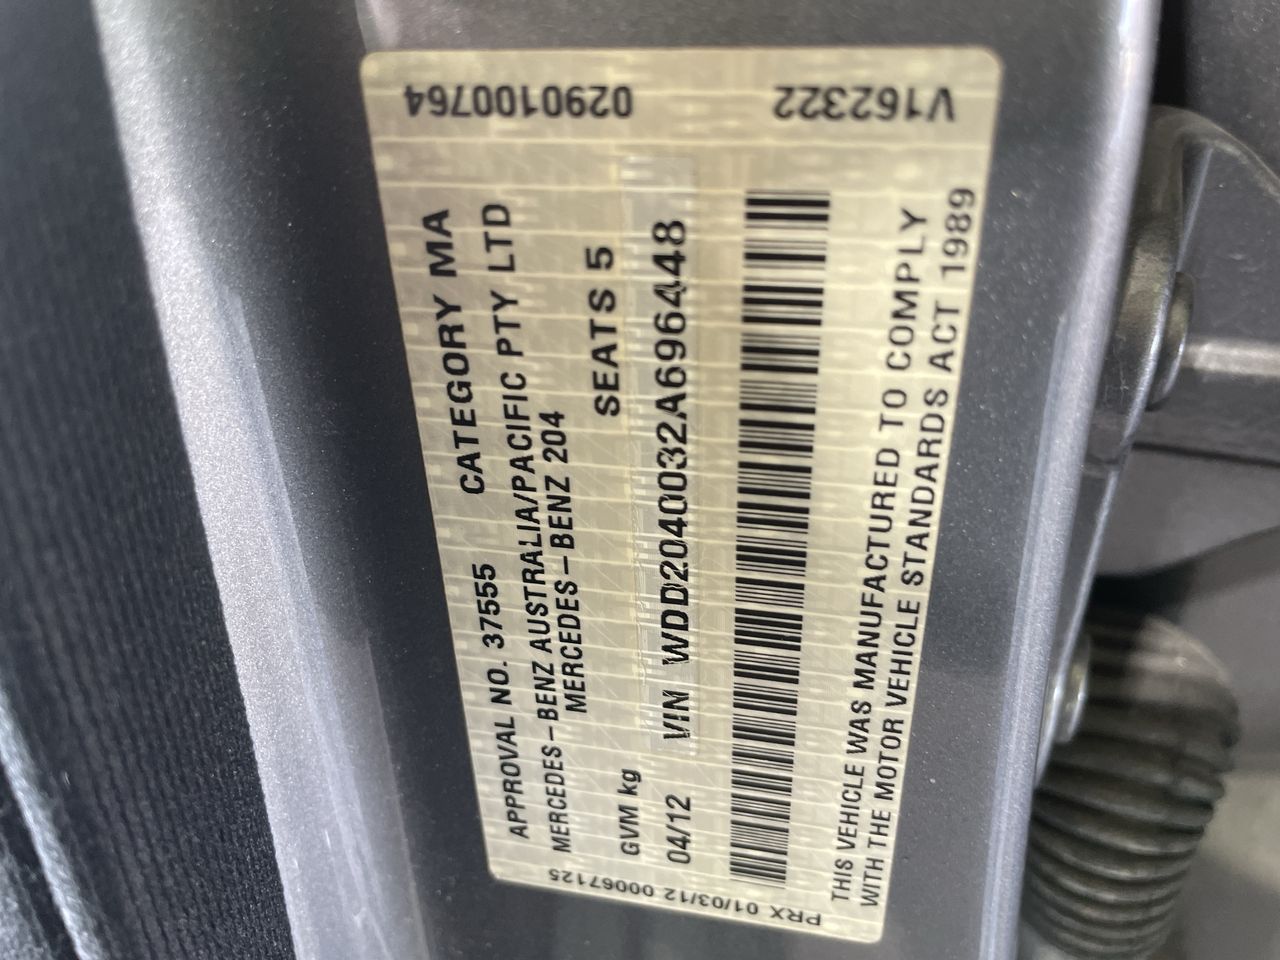 0290100764
V162322
APPROVAL NO. 37555 CATEGORY MA
MERCEDES-BENZ AUSTRALIA/PACIFIC PTY LTD
MERCEDES-BENZ 204
GVM kg SEATS 5
04/12 VIN WDD2040032A696448
THIS VEHICLE WAS MANUFACTURED TO COMPLY
WITH THE MOTOR VEHICLE STANDARDS ACT 1989
PRX 01/03/12 00067125